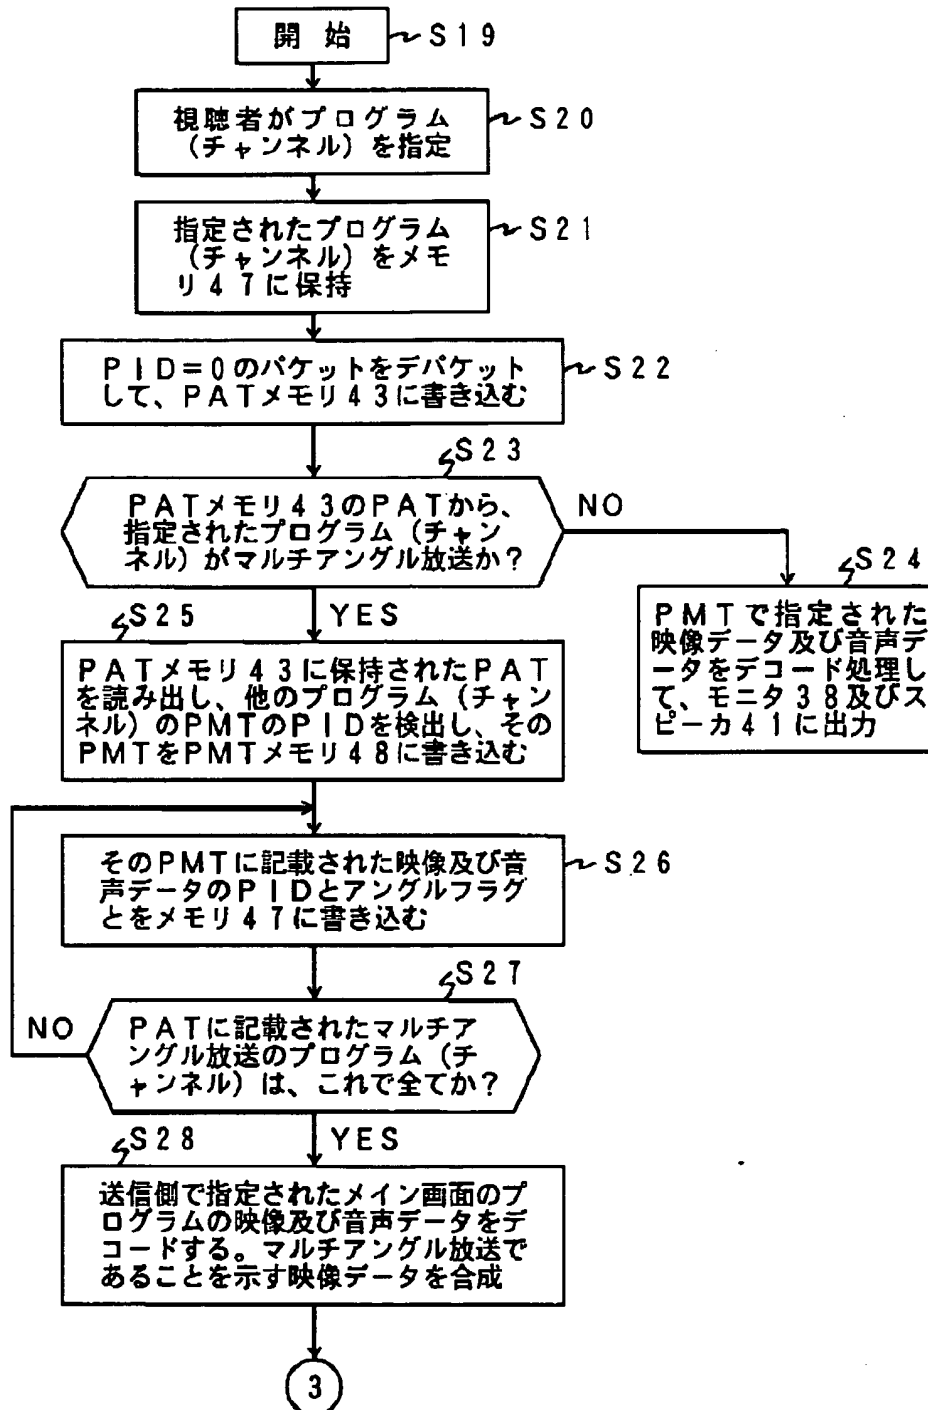 開 始
S19
視聴者がプログラム
(チャンネル)を指定
S20
指定されたプログラム
(チャンネル)をメモ
リ47に保持
S21
PID=0のパケットをデパケット
して、PATメモリ43に書き込む
S22
S23
PATメモリ43のPATから、
指定されたプログラム(チャン
ネル)がマルチアングル放送か?
NO
S24
PMTで指定された
映像データ及び音声デ
ータをデコード処理し
て、モニタ38及びス
ピーカ41に出力
S25
YES
PATメモリ43に保持されたPAT
を読み出し、他のプログラム(チャン
ネル)のPMTのPIDを検出し、その
PMTをPMTメモリ48に書き込む
そのPMTに記載された映像及び音
声データのPIDとアングルフラグ
とをメモリ47に書き込む
S26
S27
NO
PATに記載されたマルチア
ングル放送のプログラム(チ
ャンネル)は、これで全てか?
S28
YES
送信側で指定されたメイン画面のプ
ログラムの映像及び音声データをデ
コードする。マルチアングル放送で
あることを示す映像データを合成
3